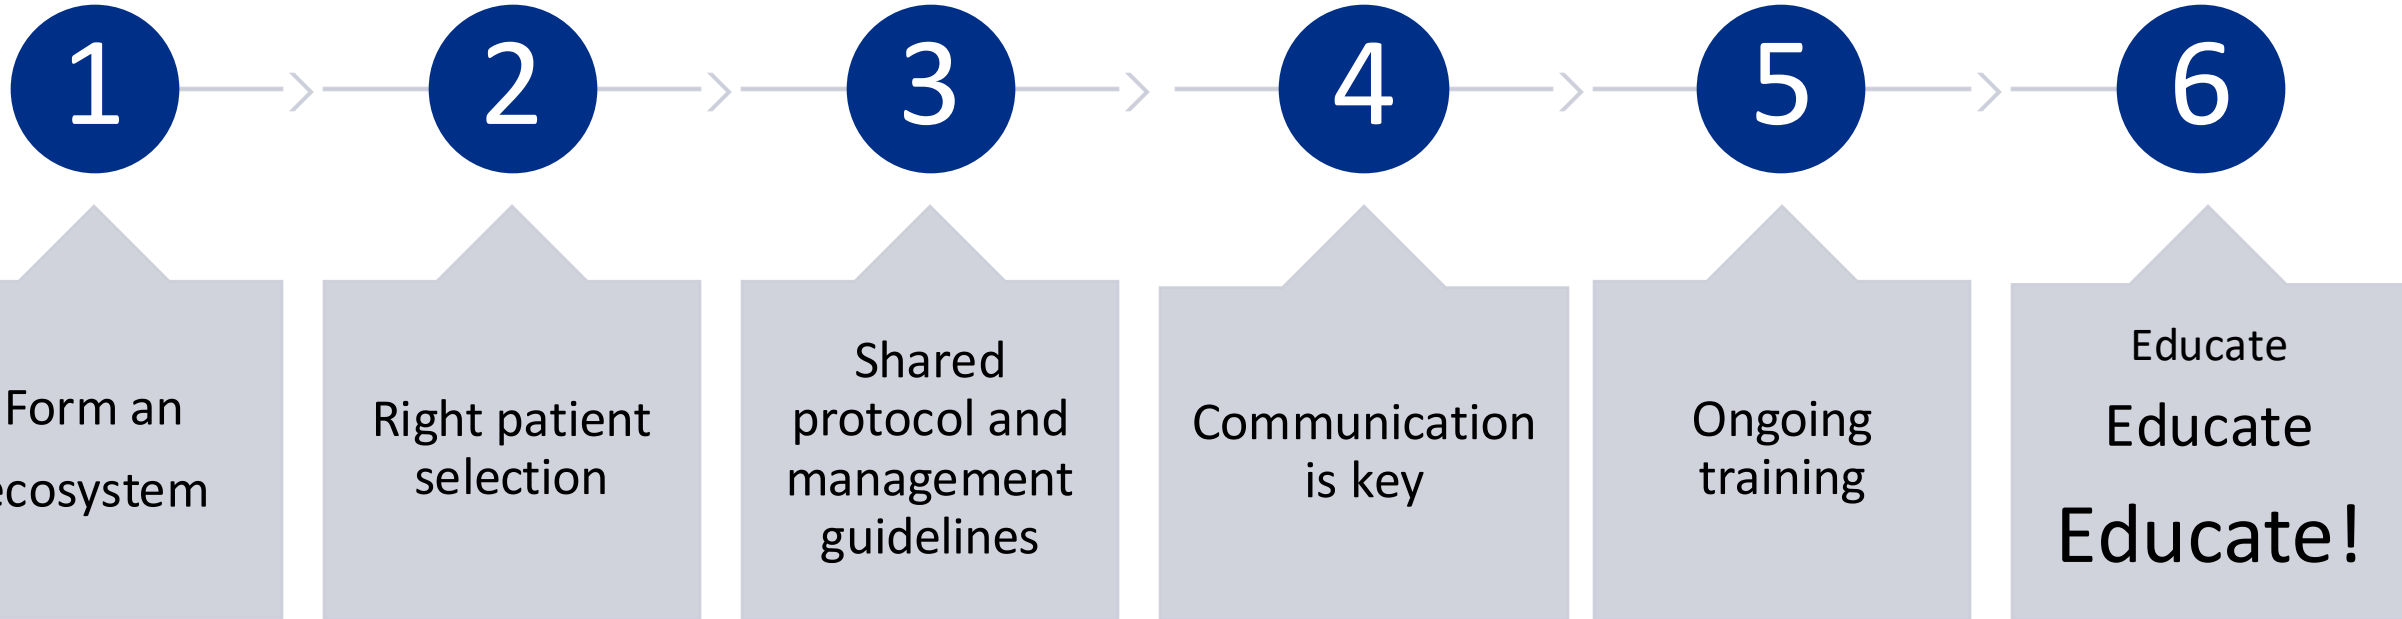 1
2
3
4
5
6
Form an
ecosystem
Right patient
selection
Shared
protocol and
management
guidelines
Communication
is key
Ongoing
training
Educate
Educate
Educate!